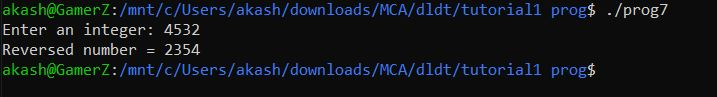 akash@GamerZ:/mnt/c/Users/akash/downloads/MCA/dldt/tutorial1 prog$ ./prog7
Enter an integer: 4532
Reversed number = 2354
akash@GamerZ:/mnt/c/Users/akash/downloads/MCA/dldt/tutorial1 prog$